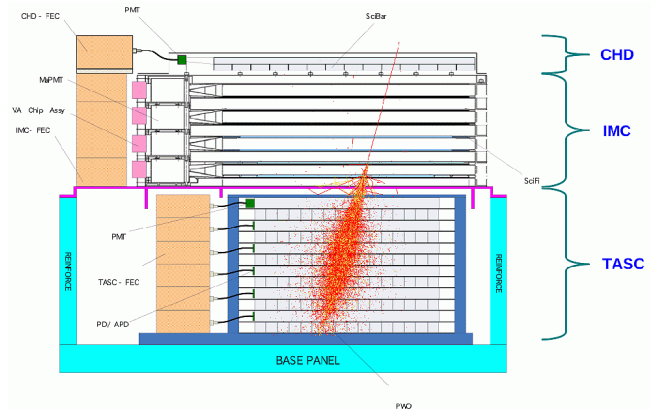 CHD - FEC
PMT
SciBar
CHD
MaPMT
VA Chip Assy
IMC- FEC
IMC
SciFi
REINFORCE
PMT
TASC - FEC
PD/ APD
REINFORCE
TASC
BASE PANEL
PWO